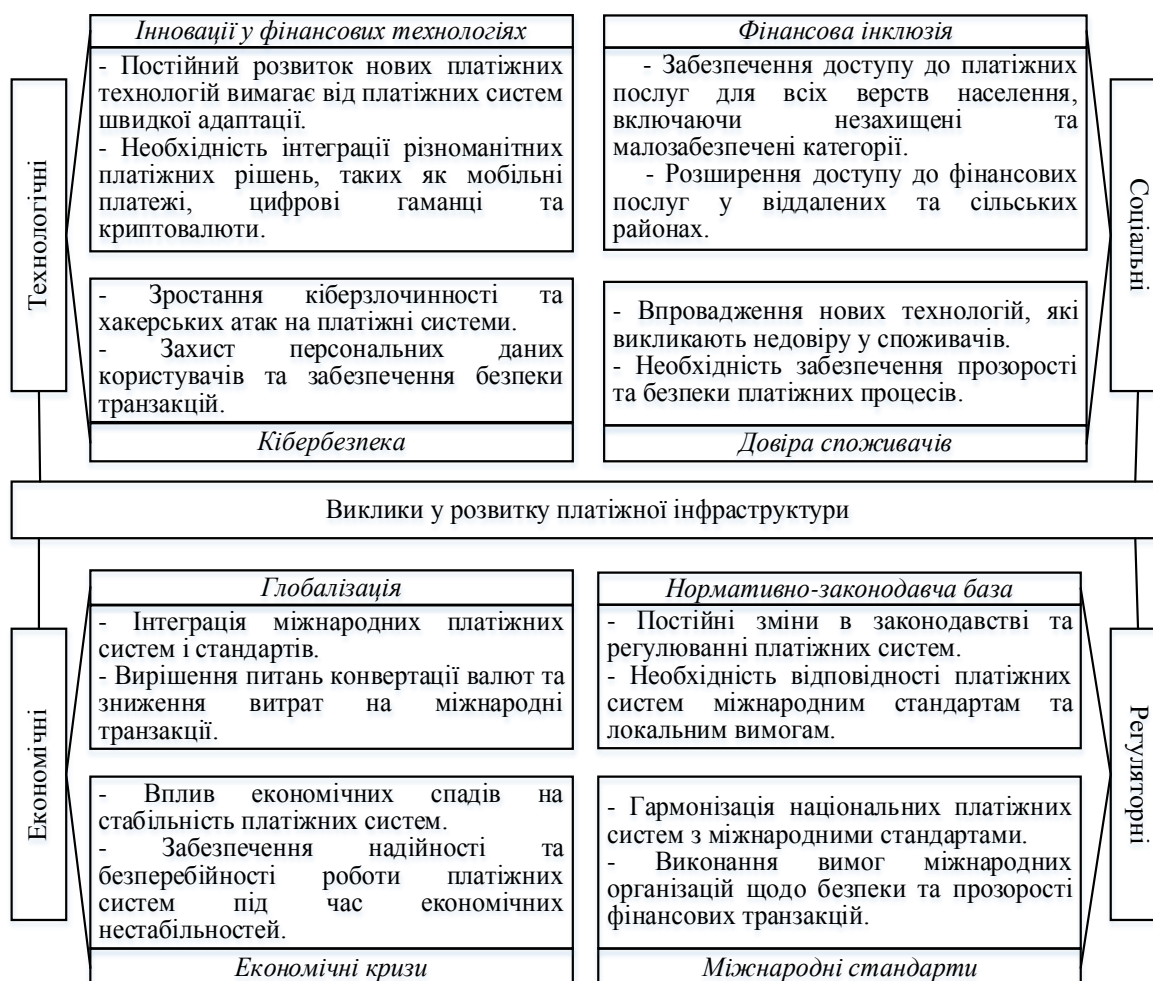 Технологічні
Інновації у фінансових технологіях
- Постійний розвиток нових платіжних
технологій вимагає від платіжних систем
швидкої адаптації.
- Необхідність інтеграції різноманітних
платіжних рішень, таких як мобільні
платежі, цифрові гаманці та
криптовалюти.
- Зростання кіберзлочинності та
хакерських атак на платіжні системи.
- Захист персональних даних
користувачів та забезпечення безпеки
транзакцій.
Кібербезпека
Фінансова інклюзія
- Забезпечення доступу до платіжних
послуг для всіх верств населення,
включаючи незахищені та
малозабезпечені категорії.
- Розширення доступу до фінансових
послуг у віддалених та сільських
районах.
- Впровадження нових технологій, які
викликають недовіру у споживачів.
- Необхідність забезпечення прозорості
та безпеки платіжних процесів.
Довіра споживачів
Соціальні
Виклики у розвитку платіжної інфраструктури
Економічні
Глобалізація
- Інтеграція міжнародних платіжних
систем і стандартів.
- Вирішення питань конвертації валют та
зниження витрат на міжнародні
транзакції.
- Вплив економічних спадів на
стабільність платіжних систем.
- Забезпечення надійності та
безперебійності роботи платіжних
систем під час економічних
нестабільностей.
Економічні кризи
Нормативно-законодавча база
- Постійні зміни в законодавстві та
регулюванні платіжних систем.
- Необхідність відповідності платіжних
систем міжнародним стандартам та
локальним вимогам.
- Гармонізація національних платіжних
систем з міжнародними стандартами.
- Виконання вимог міжнародних
організацій щодо безпеки та прозорості
фінансових транзакцій.
Міжнародні стандарти
Регуляторні